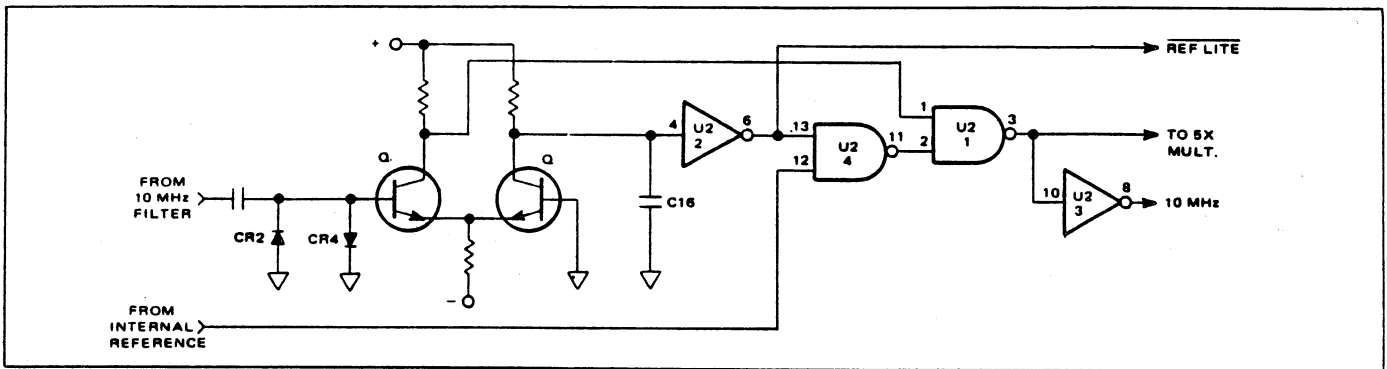 +
REF LITE
1
3
4
U2
2
6
13
U2
4
11
2
U2
1
TO 5X
MULT.
12
Q
Q
FROM
10 MHz
FILTER
10
U2
3
8
10 MHz
C16
CR2
CR4
–
FROM
INTERNAL
REFERENCE